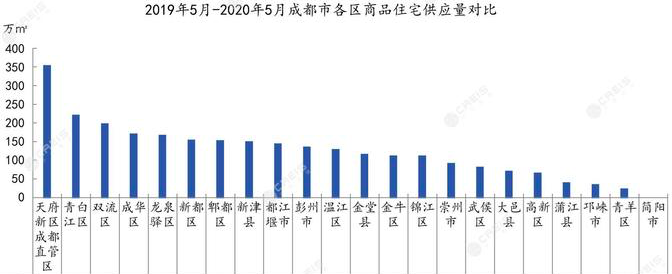 2019年5月-2020年5月成都市各区商品住宅供应量对比
万㎡
400
350
300
250
200
150
100
50
0
天府
新区
成都
直管
区
青白
江区
双流
区
成华
区
龙泉
驿区
新都
区
郫都
区
新津
县
都江
堰市
彭州
市
温江
区
金堂
县
金牛
区
锦江
区
崇州
市
武侯
区
大邑
县
高新
区
蒲江
县
邛崃
市
青羊
区
简阳
市